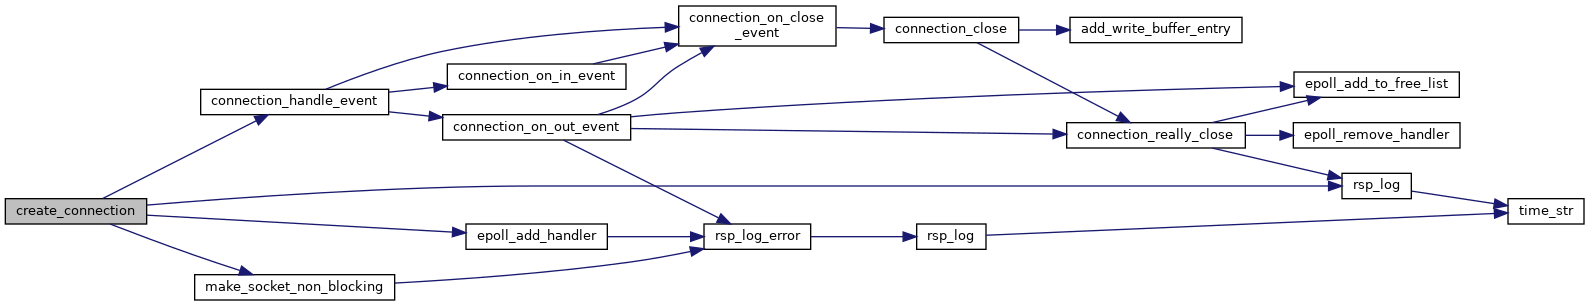 connection_on_close
_event
connection_close
add_write_buffer_entry
connection_on_in_event
epoll_add_to_free_list
connection_handle_event
connection_on_out_event
connection_really_close
epoll_remove_handler
rsp_log
create_connection
time_str
epoll_add_handler
rsp_log_error
rsp_log
make_socket_non_blocking